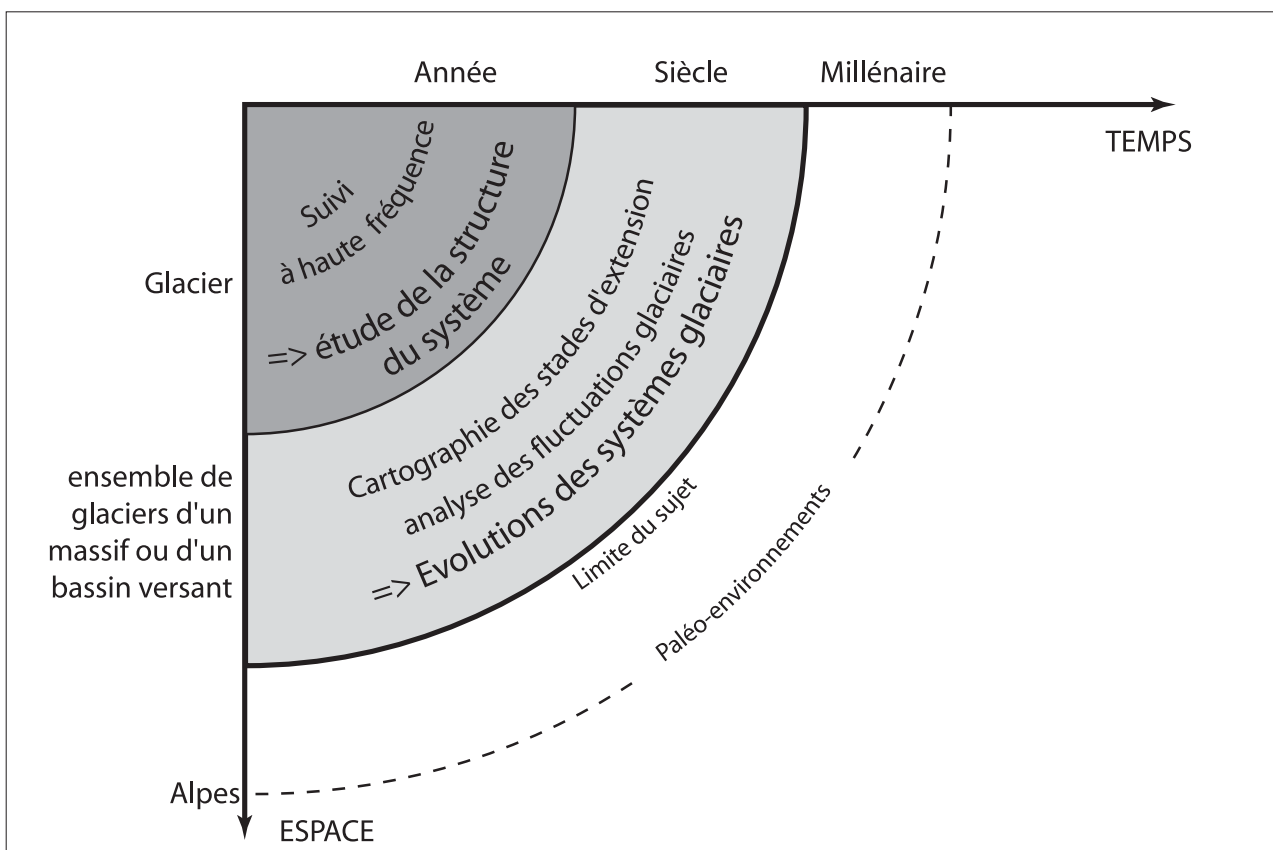 Année
Siècle
Millénaire
TEMPS
Suivi
à haute fréquence
=> étude de la structure
du système
Glacier
Cartographie des stades d'extension
analyse des fluctuations glaciaires
=> Evolutions des systèmes glaciaires
Limite du sujet
Paléo-environnements
ensemble de
glaciers d'un
massif ou d'un
bassin versant
Alpes
ESPACE